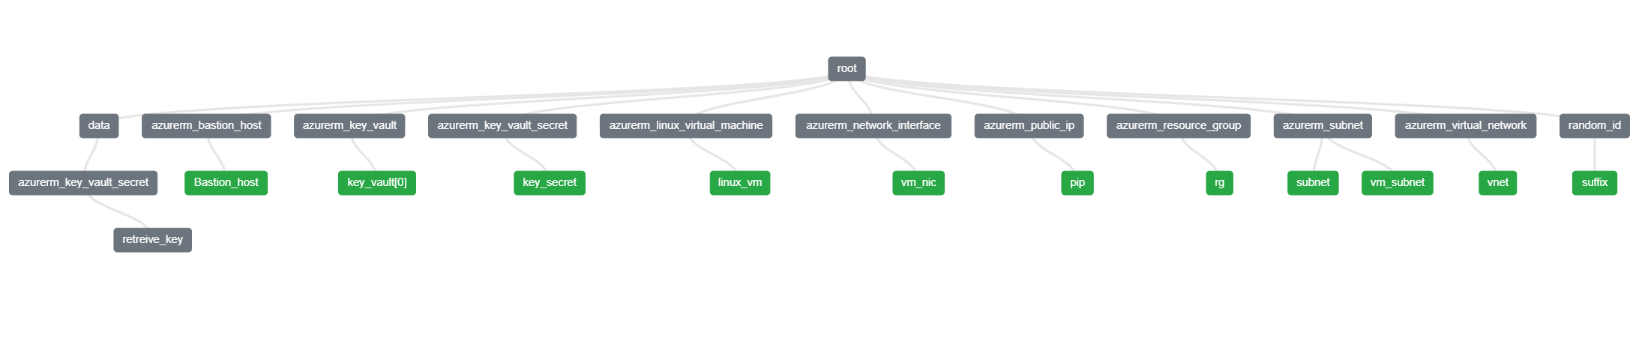 root
data
azurerm_bastion_host
azurerm_key_vault
azurerm_key_vault_secret
azurerm_linux_virtual_machine
azurerm_network_interface
azurerm_public_ip
azurerm_resource_group
azurerm_subnet
azurerm_virtual_network
random_id
azurerm_key_vault_secret
Bastion_host
key_vault[0]
key_secret
linux_vm
vm_nic
pip
rg
subnet
vm_subnet
vnet
suffix
retreive_key